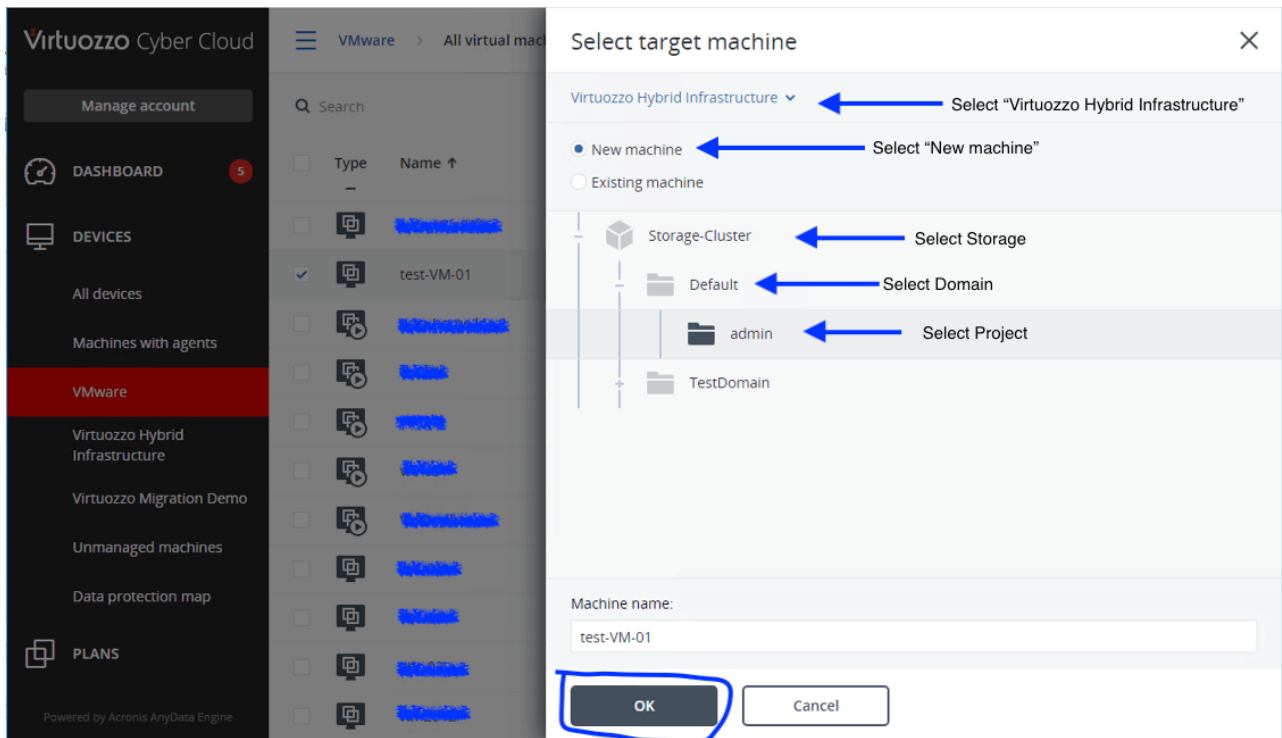 Virtuozzo Cyber Cloud
Manage account
DASHBOARD
5
DEVICES
All devices
Machines with agents
VMware
Virtuozzo Hybrid
Infrastructure
Virtuozzo Migration Demo
Unmanaged machines
Data protection map
PLANS
Powered by Acronis AnyData Engine
VMware > All virtual mac
Search
Type Name ↑
test-VM-01
Select target machine
Virtuozzo Hybrid Infrastructure
Select “Virtuozzo Hybrid Infrastructure”
New machine
Select “New machine”
Existing machine
Storage-Cluster
Select Storage
Default
Select Domain
admin
Select Project
TestDomain
Machine name:
test-VM-01
OK
Cancel